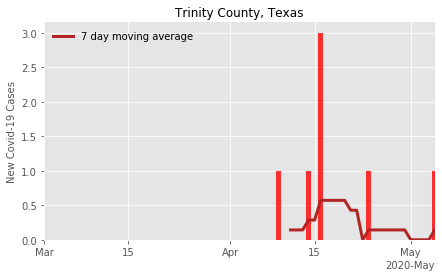 Trinity County, Texas
7 day moving average
New Covid-19 Cases
3.0
2.5
2.0
1.5
1.0
0.5
0.0
Mar 15 Apr 15 May
2020-May